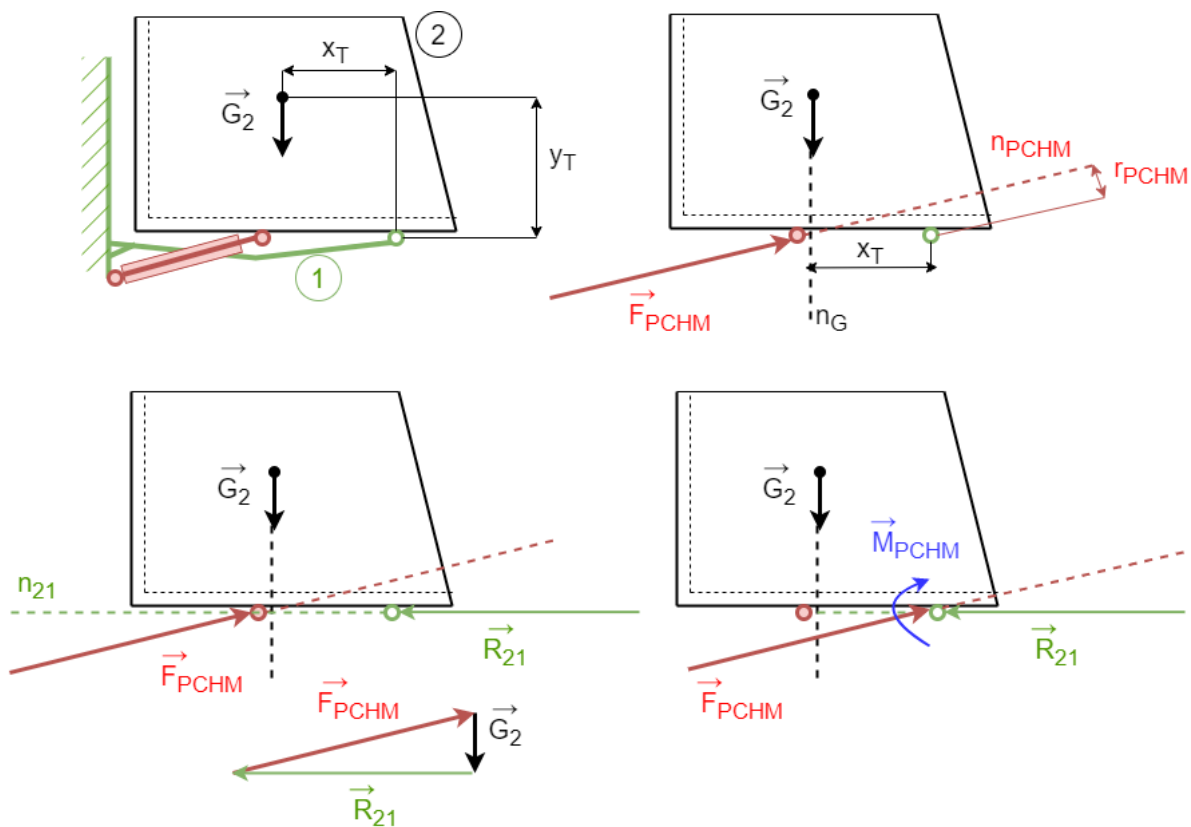 2
x_T
G_2
y_T
1
G_2
n_PCHM
r_PCHM
x_T
F_PCHM
n_G
G_2
n_21
R_21
F_PCHM
F_PCHM
G_2
R_21
G_2
M_PCHM
R_21
F_PCHM